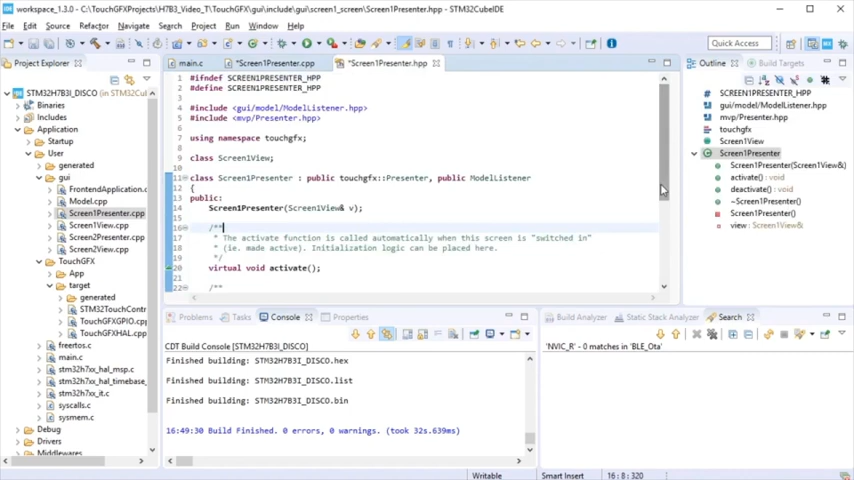 workspace_1.3.0 - C:\TouchGFXProjects\H7B3_Video_T\include\gui\screen1_screen\Screen1Presenter.hpp - STM32CubeIDE
File Edit Source Refactor Navigate Search Project Run Window Help
Quick Access
Project Explorer
STM32H7B3I_DISCO (in STM32Cub
Binaries
Includes
Application
Startup
User
generated
gui
FrontendApplication.c
Model.cpp
Screen1Presenter.cpp
Screen1View.cpp
Screen2Presenter.cpp
Screen2View.cpp
TouchGFX
App
target
generated
STM32TouchContr
TouchGFXGPIO.cpp
TouchGFXHAL.cpp
freertos.c
main.c
stm32h7xx_hal_msp.c
stm32h7xx_hal_timebase_
stm32h7xx_it.c
syscalls.c
sysmem.c
Debug
Drivers
Middlewares
main.c
*Screen1Presenter.cpp
*Screen1Presenter.hpp
1 #ifndef SCREEN1PRESENTER_HPP
2 #define SCREEN1PRESENTER_HPP
3
4 #include <gui/model/ModelListener.hpp>
5 #include <mvp/Presenter.hpp>
6
7 using namespace touchgfx;
8
9 class Screen1View;
10
11 class Screen1Presenter : public touchgfx::Presenter, public ModelListener
12 {
13 public:
14 Screen1Presenter(Screen1View& v);
15
16 /**
17 * The activate function is called automatically when this screen is "switched in"
18 * (ie. made active). Initialization logic can be placed here.
19 */
20 virtual void activate();
21
22 /**
Outline
Build Targets
SCREEN1PRESENTER_HPP
gui/model/ModelListener.hpp
mvp/Presenter.hpp
touchgfx
Screen1View
Screen1Presenter
Screen1Presenter(Screen1View&)
activate() : void
deactivate() : void
~Screen1Presenter()
Screen1Presenter()
view : Screen1View&
Problems Tasks Console Properties
CDT Build Console [STM32H7B3I_DISCO]
Finished building: STM32H7B3I_DISCO.hex
Finished building: STM32H7B3I_DISCO.list
Finished building: STM32H7B3I_DISCO.bin
16:49:30 Build Finished. 0 errors, 0 warnings. (took 32s.639ms)
Build Analyzer Static Stack Analyzer Search
'NVIC_R' - 0 matches in 'BLE_Ota'
Writable
Smart Insert
16 : 8 : 320